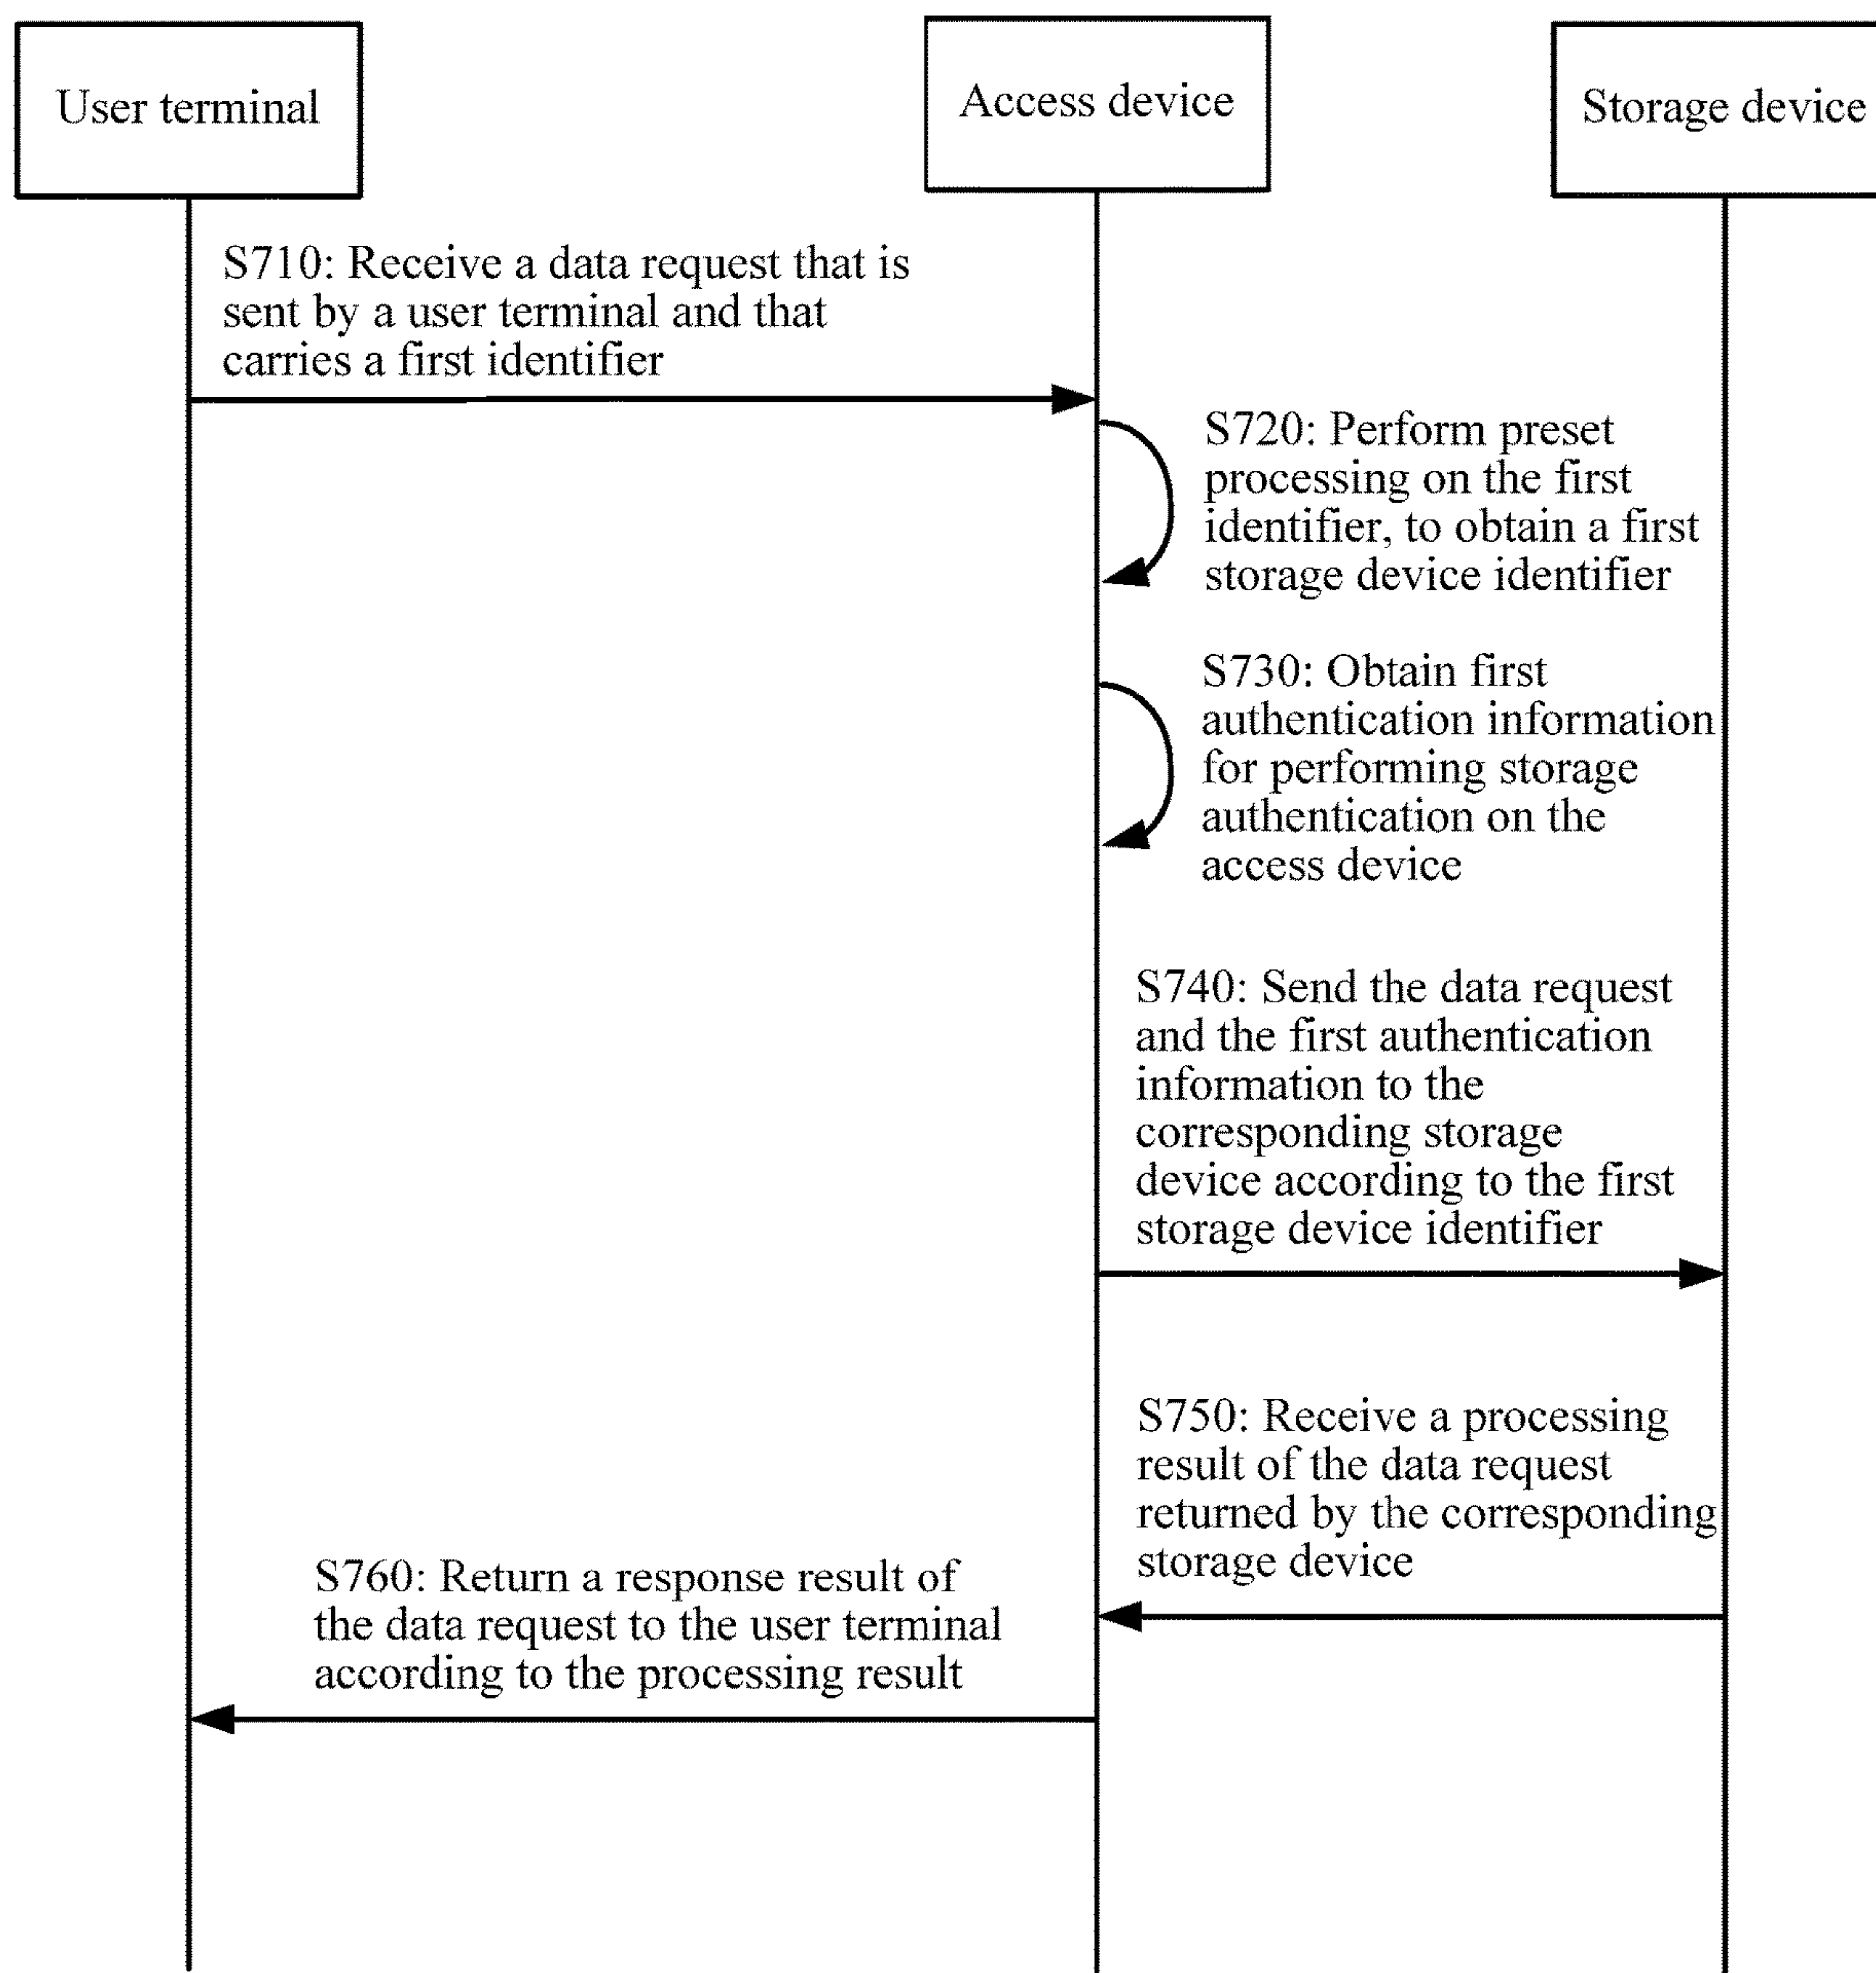 User terminal
Access device
Storage device
S710: Receive a data request that is
sent by a user terminal and that
carries a first identifier
S720: Perform preset
processing on the first
identifier, to obtain a first
storage device identifier
S730: Obtain first
authentication information
for performing storage
authentication on the
access device
S740: Send the data request
and the first authentication
information to the
corresponding storage
device according to the first
storage device identifier
S750: Receive a processing
result of the data request
returned by the corresponding
storage device
S760: Return a response result of
the data request to the user terminal
according to the processing result